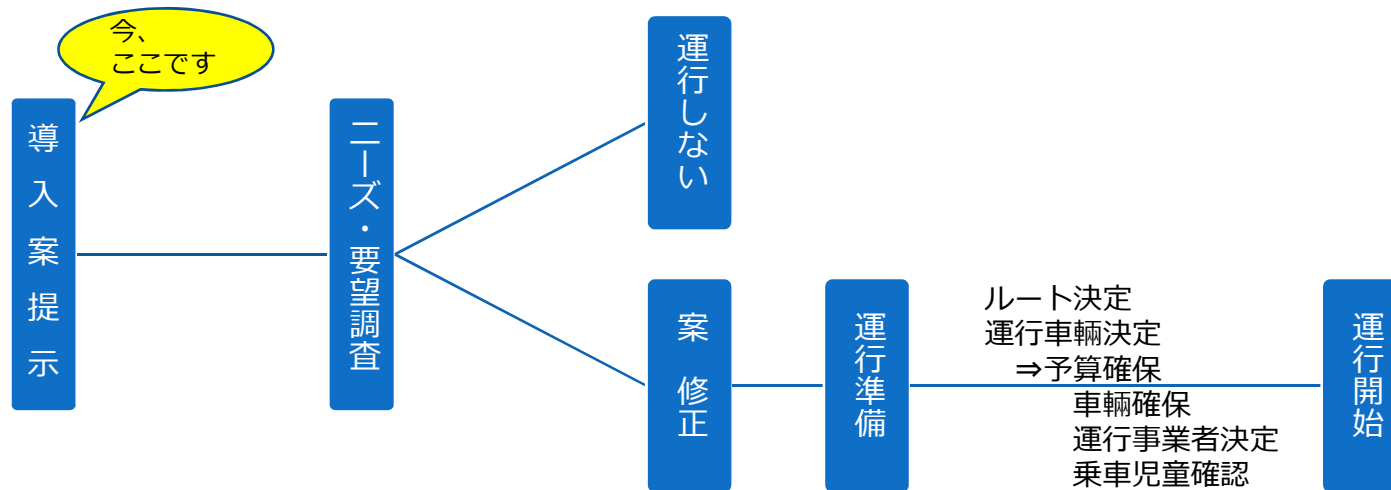 今、
ここです
導入案提示
ニーズ・要望調査
運行しない
案 修正
運行準備
ルート決定
運行車輛決定
⇒予算確保
車輛確保
運行事業者決定
乗車児童確認
運行開始